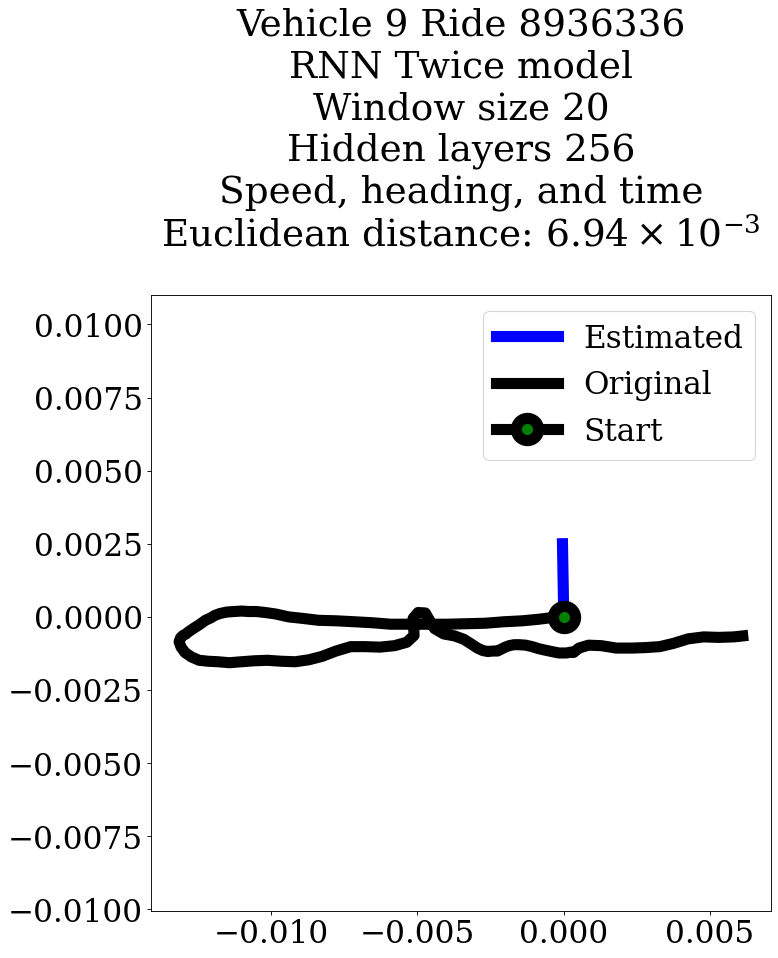 Vehicle 9 Ride 8936336
RNN Twice model
Window size 20
Hidden layers 256
Speed, heading, and time
Euclidean distance: 6.94 × 10⁻³
Estimated
Original
Start
0.0100
0.0075
0.0050
0.0025
0.0000
−0.0025
−0.0050
−0.0075
−0.0100
−0.010 −0.005 0.000 0.005